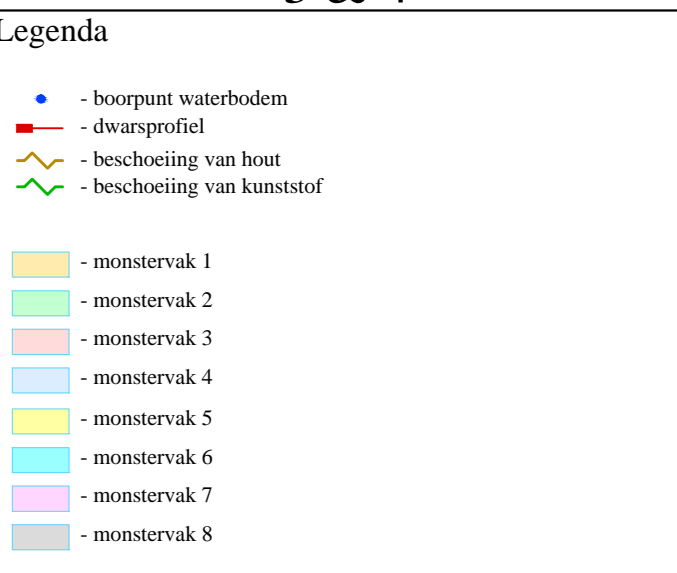 Legenda
- boorpunt waterbodem
- dwarsprofiel
- beschoeiing van hout
- beschoeiing van kunststof
- monstervak 1
- monstervak 2
- monstervak 3
- monstervak 4
- monstervak 5
- monstervak 6
- monstervak 7
- monstervak 8